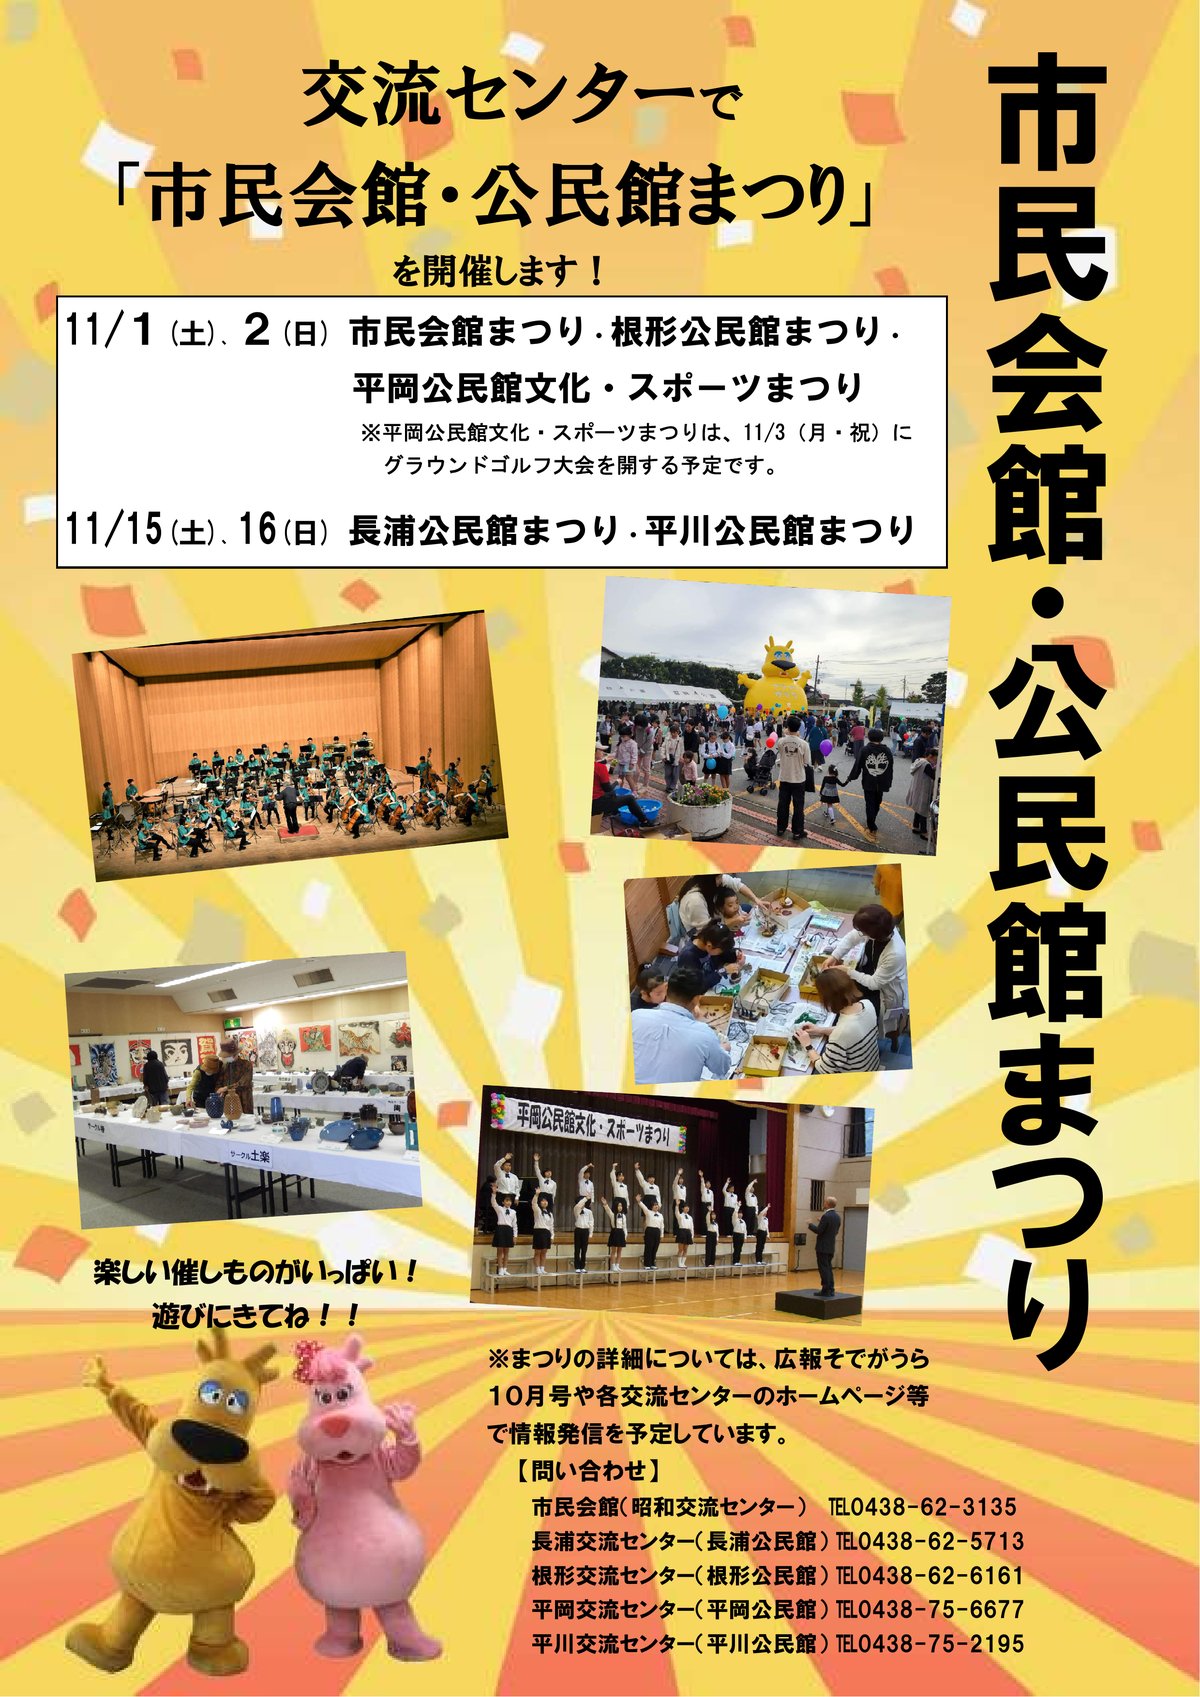 市民会館・公民館まつり
交流センターで
「市民会館・公民館まつり」
を開催します！
11/1(土)、2(日) 市民会館まつり・根形公民館まつり・
平岡公民館文化・スポーツまつり
※平岡公民館文化・スポーツまつりは、11/3（月・祝）に
グラウンドゴルフ大会を開する予定です。
11/15(土)、16(日) 長浦公民館まつり・平川公民館まつり
サークル土楽
平岡公民館文化・スポーツまつり
楽しい催しものがいっぱい！
遊びにきてね！！
※まつりの詳細については、広報そでがうら
10月号や各交流センターのホームページ等
で情報発信を予定しています。
【問い合わせ】
市民会館（昭和交流センター） ℡0438-62-3135
長浦交流センター（長浦公民館）℡0438-62-5713
根形交流センター（根形公民館）℡0438-62-6161
平岡交流センター（平岡公民館）℡0438-75-6677
平川交流センター（平川公民館）℡0438-75-2195